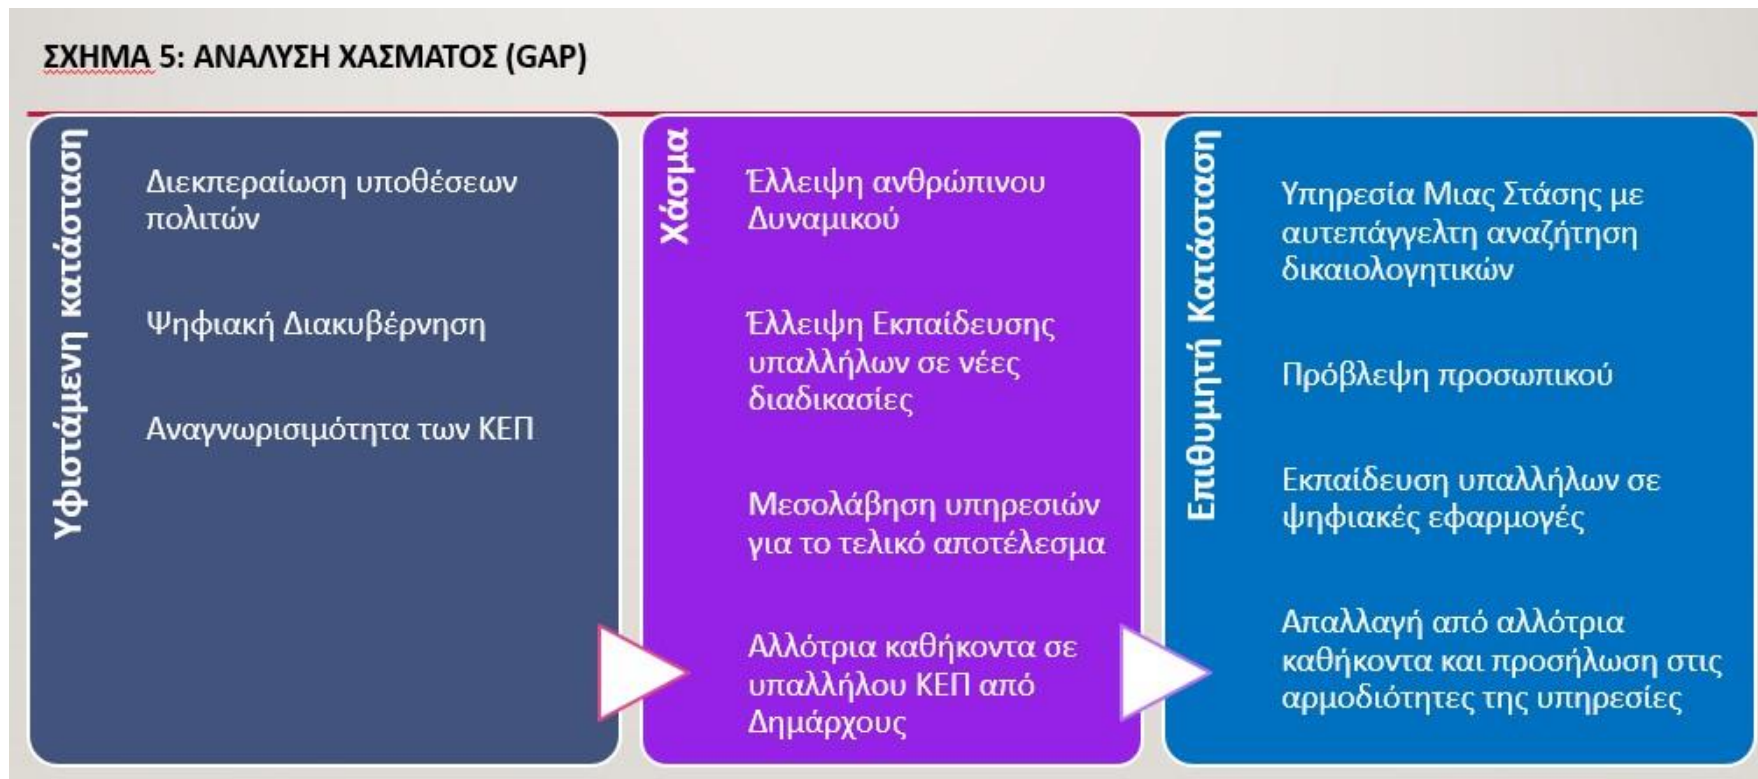 ΣΧΗΜΑ 5: ΑΝΑΛΥΣΗ ΧΑΣΜΑΤΟΣ (GAP)
Υφιστάμενη κατάσταση
Διεκπεραίωση υποθέσεων
πολιτών
Ψηφιακή Διακυβέρνηση
Αναγνωρισιμότητα των ΚΕΠ
Χάσμα
Έλλειψη ανθρώπινου
Δυναμικού
Έλλειψη Εκπαίδευσης
υπαλλήλων σε νέες
διαδικασίες
Μεσολάβηση υπηρεσιών
για το τελικό αποτέλεσμα
Αλλότρια καθήκοντα σε
υπαλλήλου ΚΕΠ από
Δημάρχους
Επιθυμητή Κατάσταση
Υπηρεσία Μιας Στάσης με
αυτεπάγγελτη αναζήτηση
δικαιολογητικών
Πρόβλεψη προσωπικού
Εκπαίδευση υπαλλήλων σε
ψηφιακές εφαρμογές
Απαλλαγή από αλλότρια
καθήκοντα και προσήλωση στις
αρμοδιότητες της υπηρεσίες